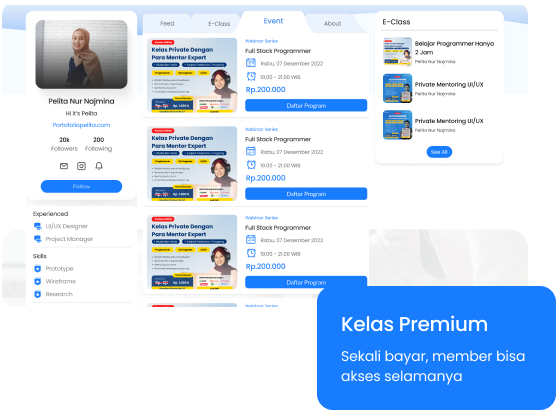 Pelita Nur Najmina
Hi it's Pelita
Portofoliopelita.com
20k
200
Followers
Following
Follow
Experienced
UI/UX Designer
Project Manager
Skills
Prototype
Wireframe
Research
Feed
E-Class
Event
About
Kelas Private Dengan
Para Mentor Expert
Webinar Series
Full Stack Programmer
Rabu, 07 Desember 2022
19.00 - 21.00 WIB
Rp.200.000
Daftar Program
Kelas Private Dengan
Para Mentor Expert
Webinar Series
Full Stack Programmer
Rabu, 07 Desember 2022
19.00 - 21.00 WIB
Rp.200.000
Daftar Program
Kelas Private Dengan
Para Mentor Expert
Webinar Series
Full Stack Programmer
Rabu, 07 Desember 2022
19.00 - 21.00 WIB
Rp.200.000
Daftar Program
Webinar Series
E-Class
Belajar Programmer Hanya
2 Jam
Pelita Nur Najmina
Private Mentoring UI/UX
Pelita Nur Najmina
Private Mentoring UI/UX
Pelita Nur Najmina
See All
Kelas Premium
Sekali bayar, member bisa
akses selamanya